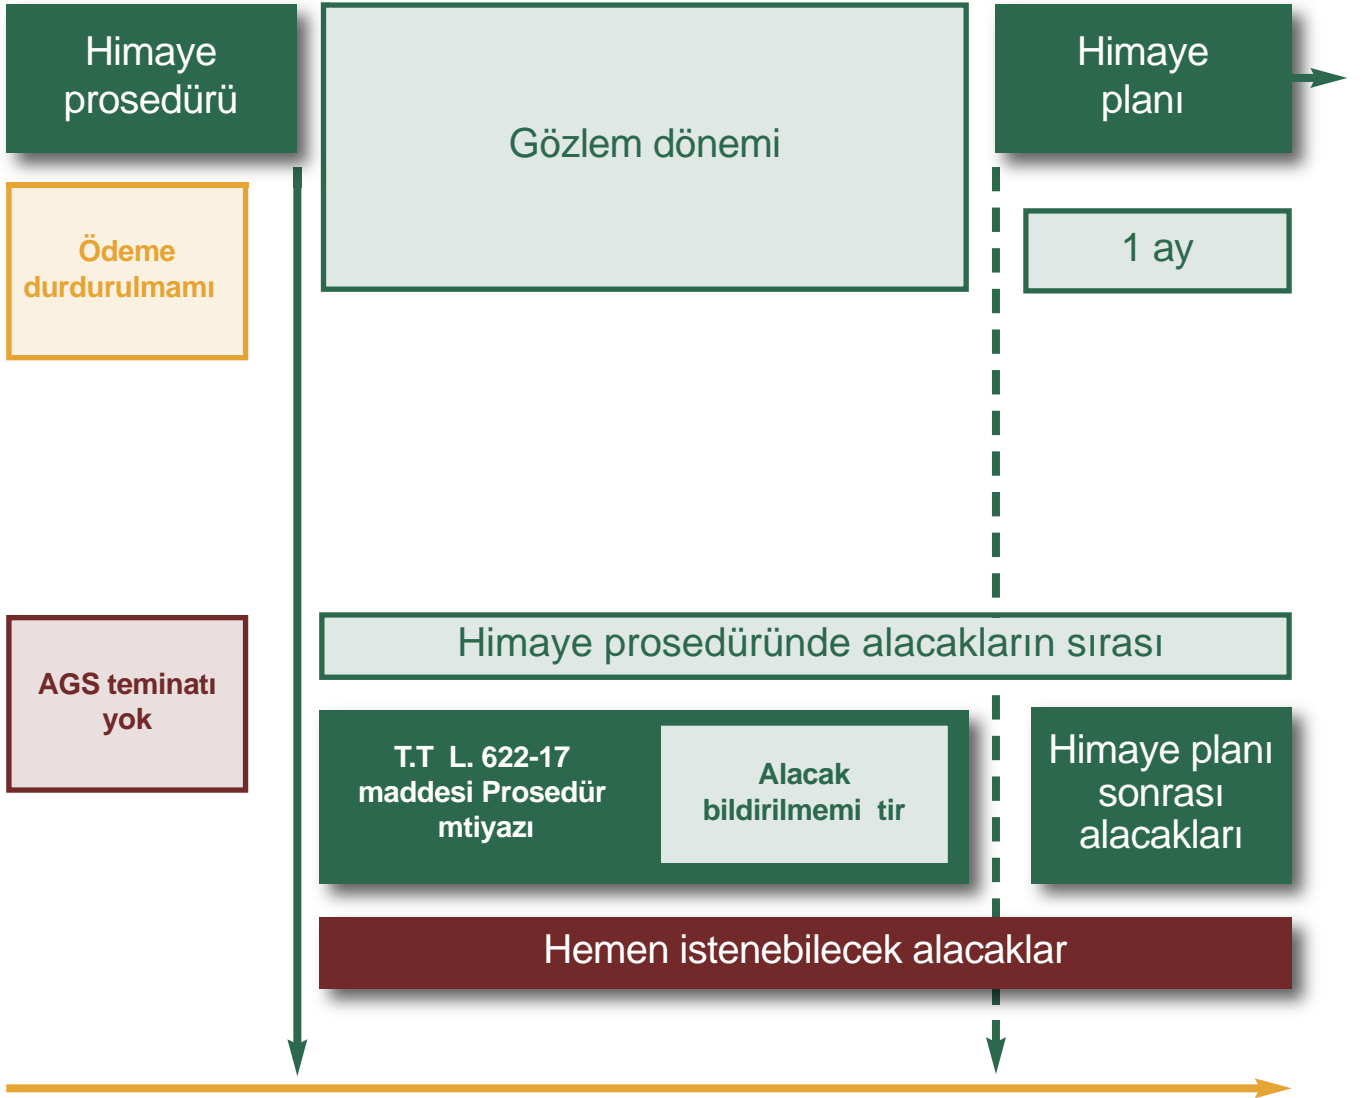 Himaye
prosedürü
Gözlem dönemi
Himaye
planı
Ödeme
durdurulmamı
1 ay
Himaye prosedüründe alacakların sırası
AGS teminatı
yok
T.T L. 622-17
maddesi Prosedür
mtiyazı
Alacak
bildirilmemi tir
Himaye planı
sonrası
alacakları
Hemen istenebilecek alacaklar